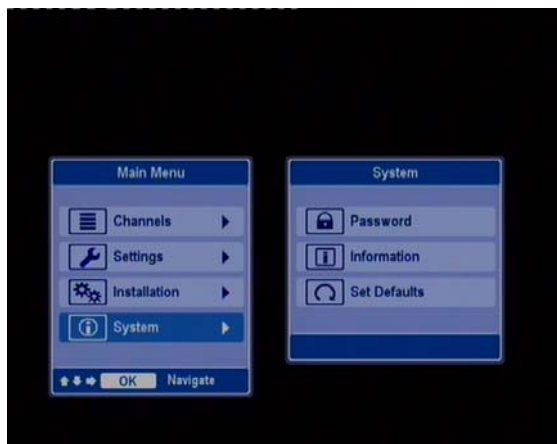 Main Menu
Channels
Settings
Installation
System
OK Navigate
System
Password
Information
Set Defaults